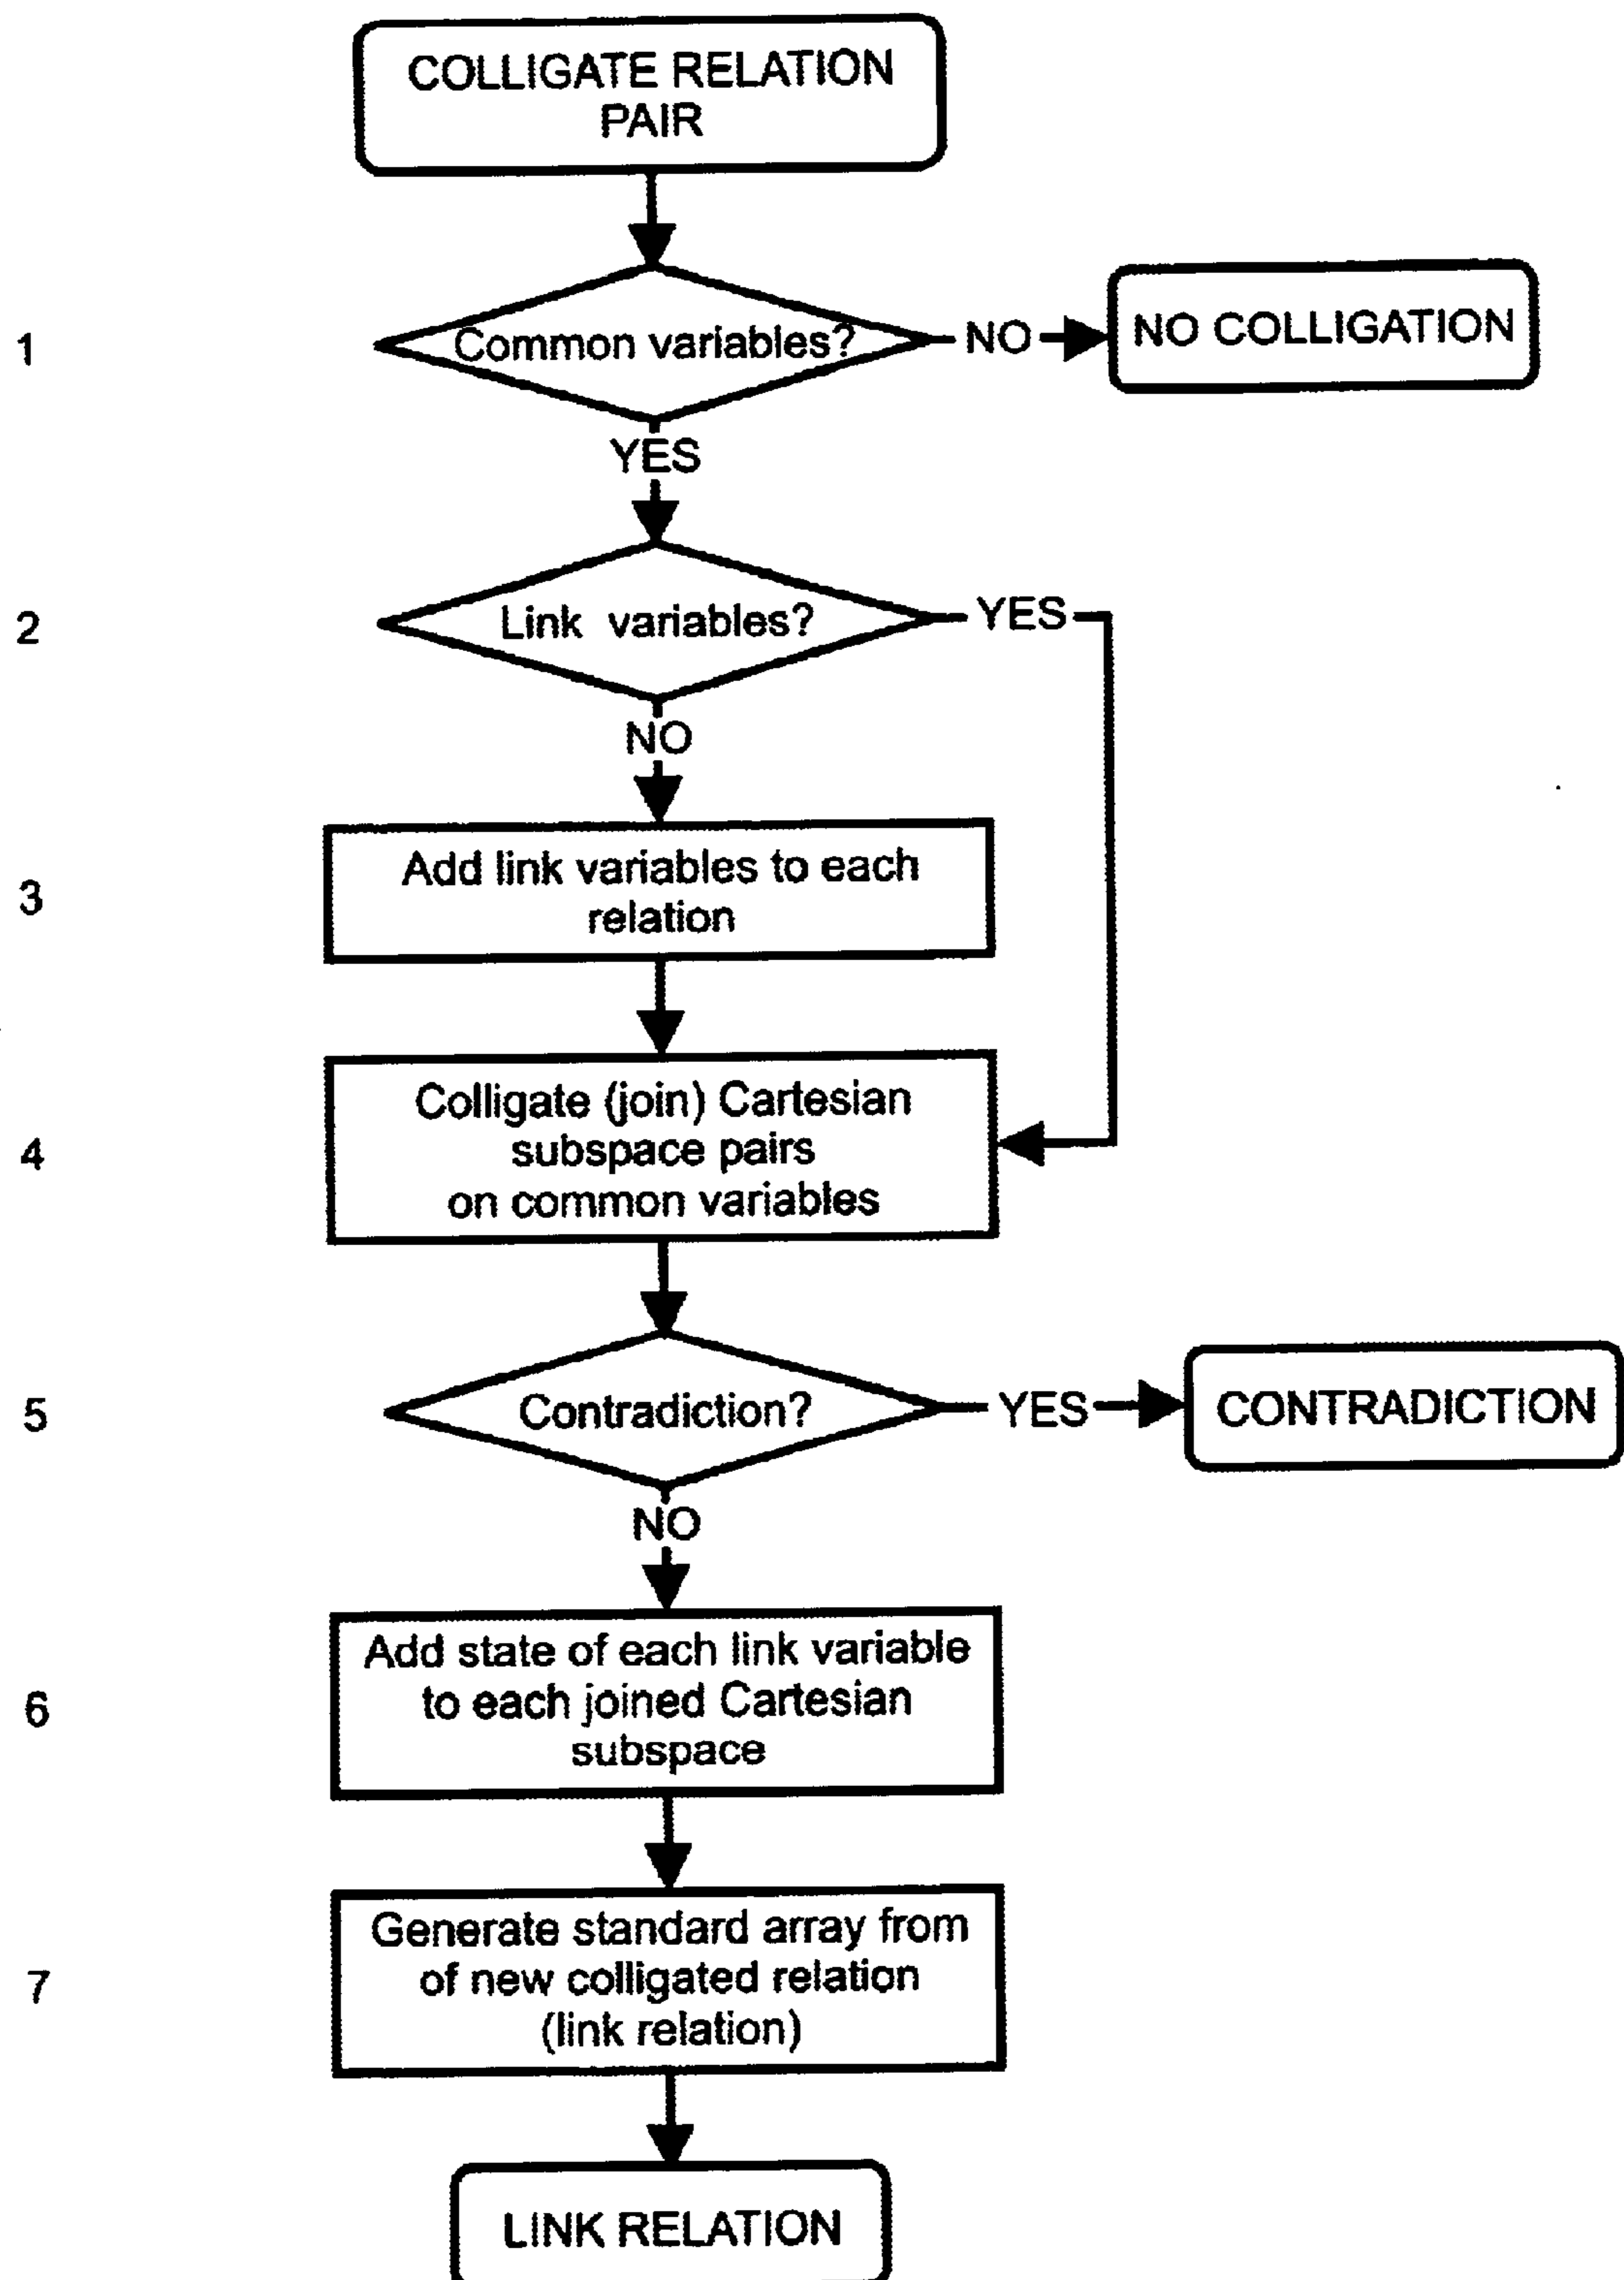 COLLIGATE RELATION
PAIR
1
Common variables?
NO
NO COLLIGATION
YES
2
Link variables?
YES
NO
3
Add link variables to each
relation
4
Colligate (join) Cartesian
subspace pairs
on common variables
5
Contradiction?
YES
CONTRADICTION
NO
6
Add state of each link variable
to each joined Cartesian
subspace
7
Generate standard array from
of new colligated relation
(link relation)
LINK RELATION